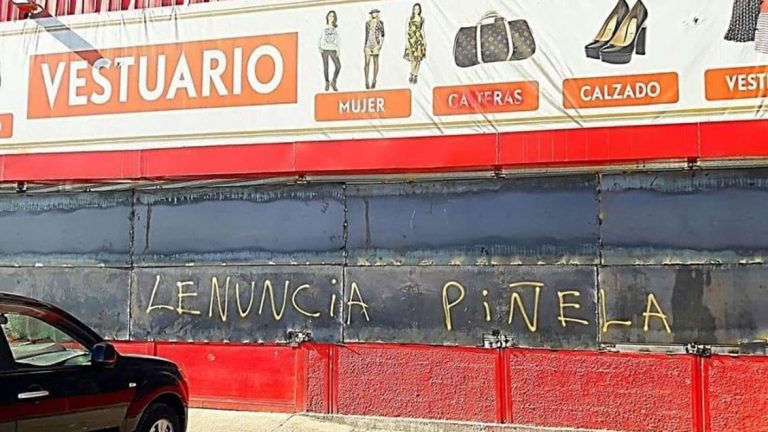 VESTUARIO
MUJER
CARTERAS
CALZADO
VEST
LENUNCIA PIÑELA